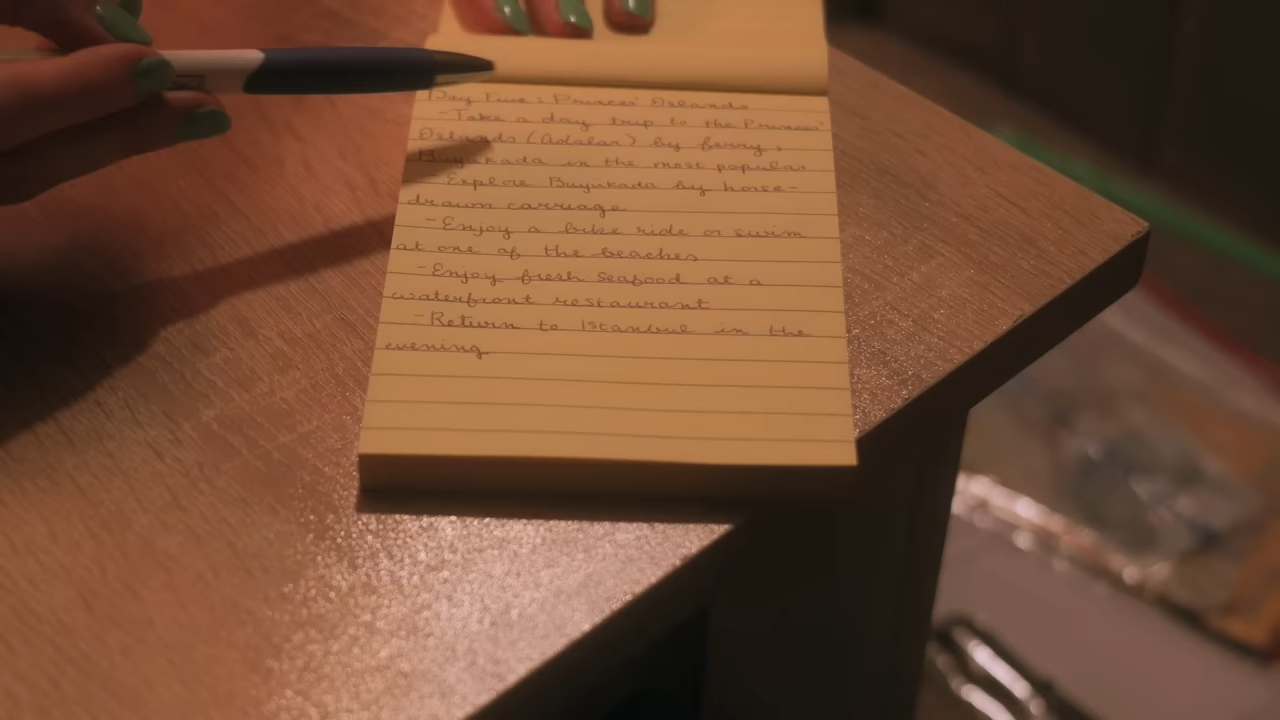 Day Five: Princes' Islands
-Take a day trip to the Princes'
Islands (Adalar) by ferry,
Büyükada is the most popular
-Explore Büyükada by horse-
drawn carriage
-Enjoy a bike ride or swim
at one of the beaches
-Enjoy fresh seafood at a
waterfront restaurant
-Return to Istanbul in the
evening